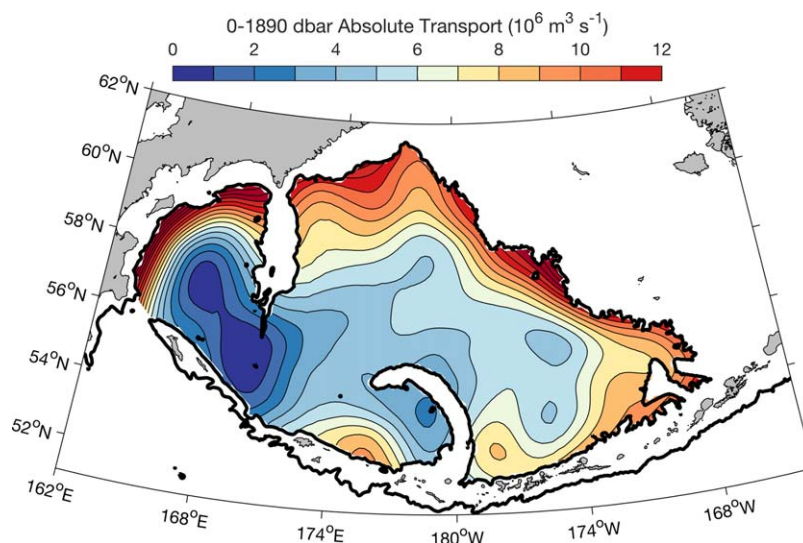 0-1890 dbar Absolute Transport (10⁶ m³ s⁻¹)
0 2 4 6 8 10 12
62°N
60°N
58°N
56°N
54°N
52°N
162°E
168°E
174°E
180°W
174°W
168°W